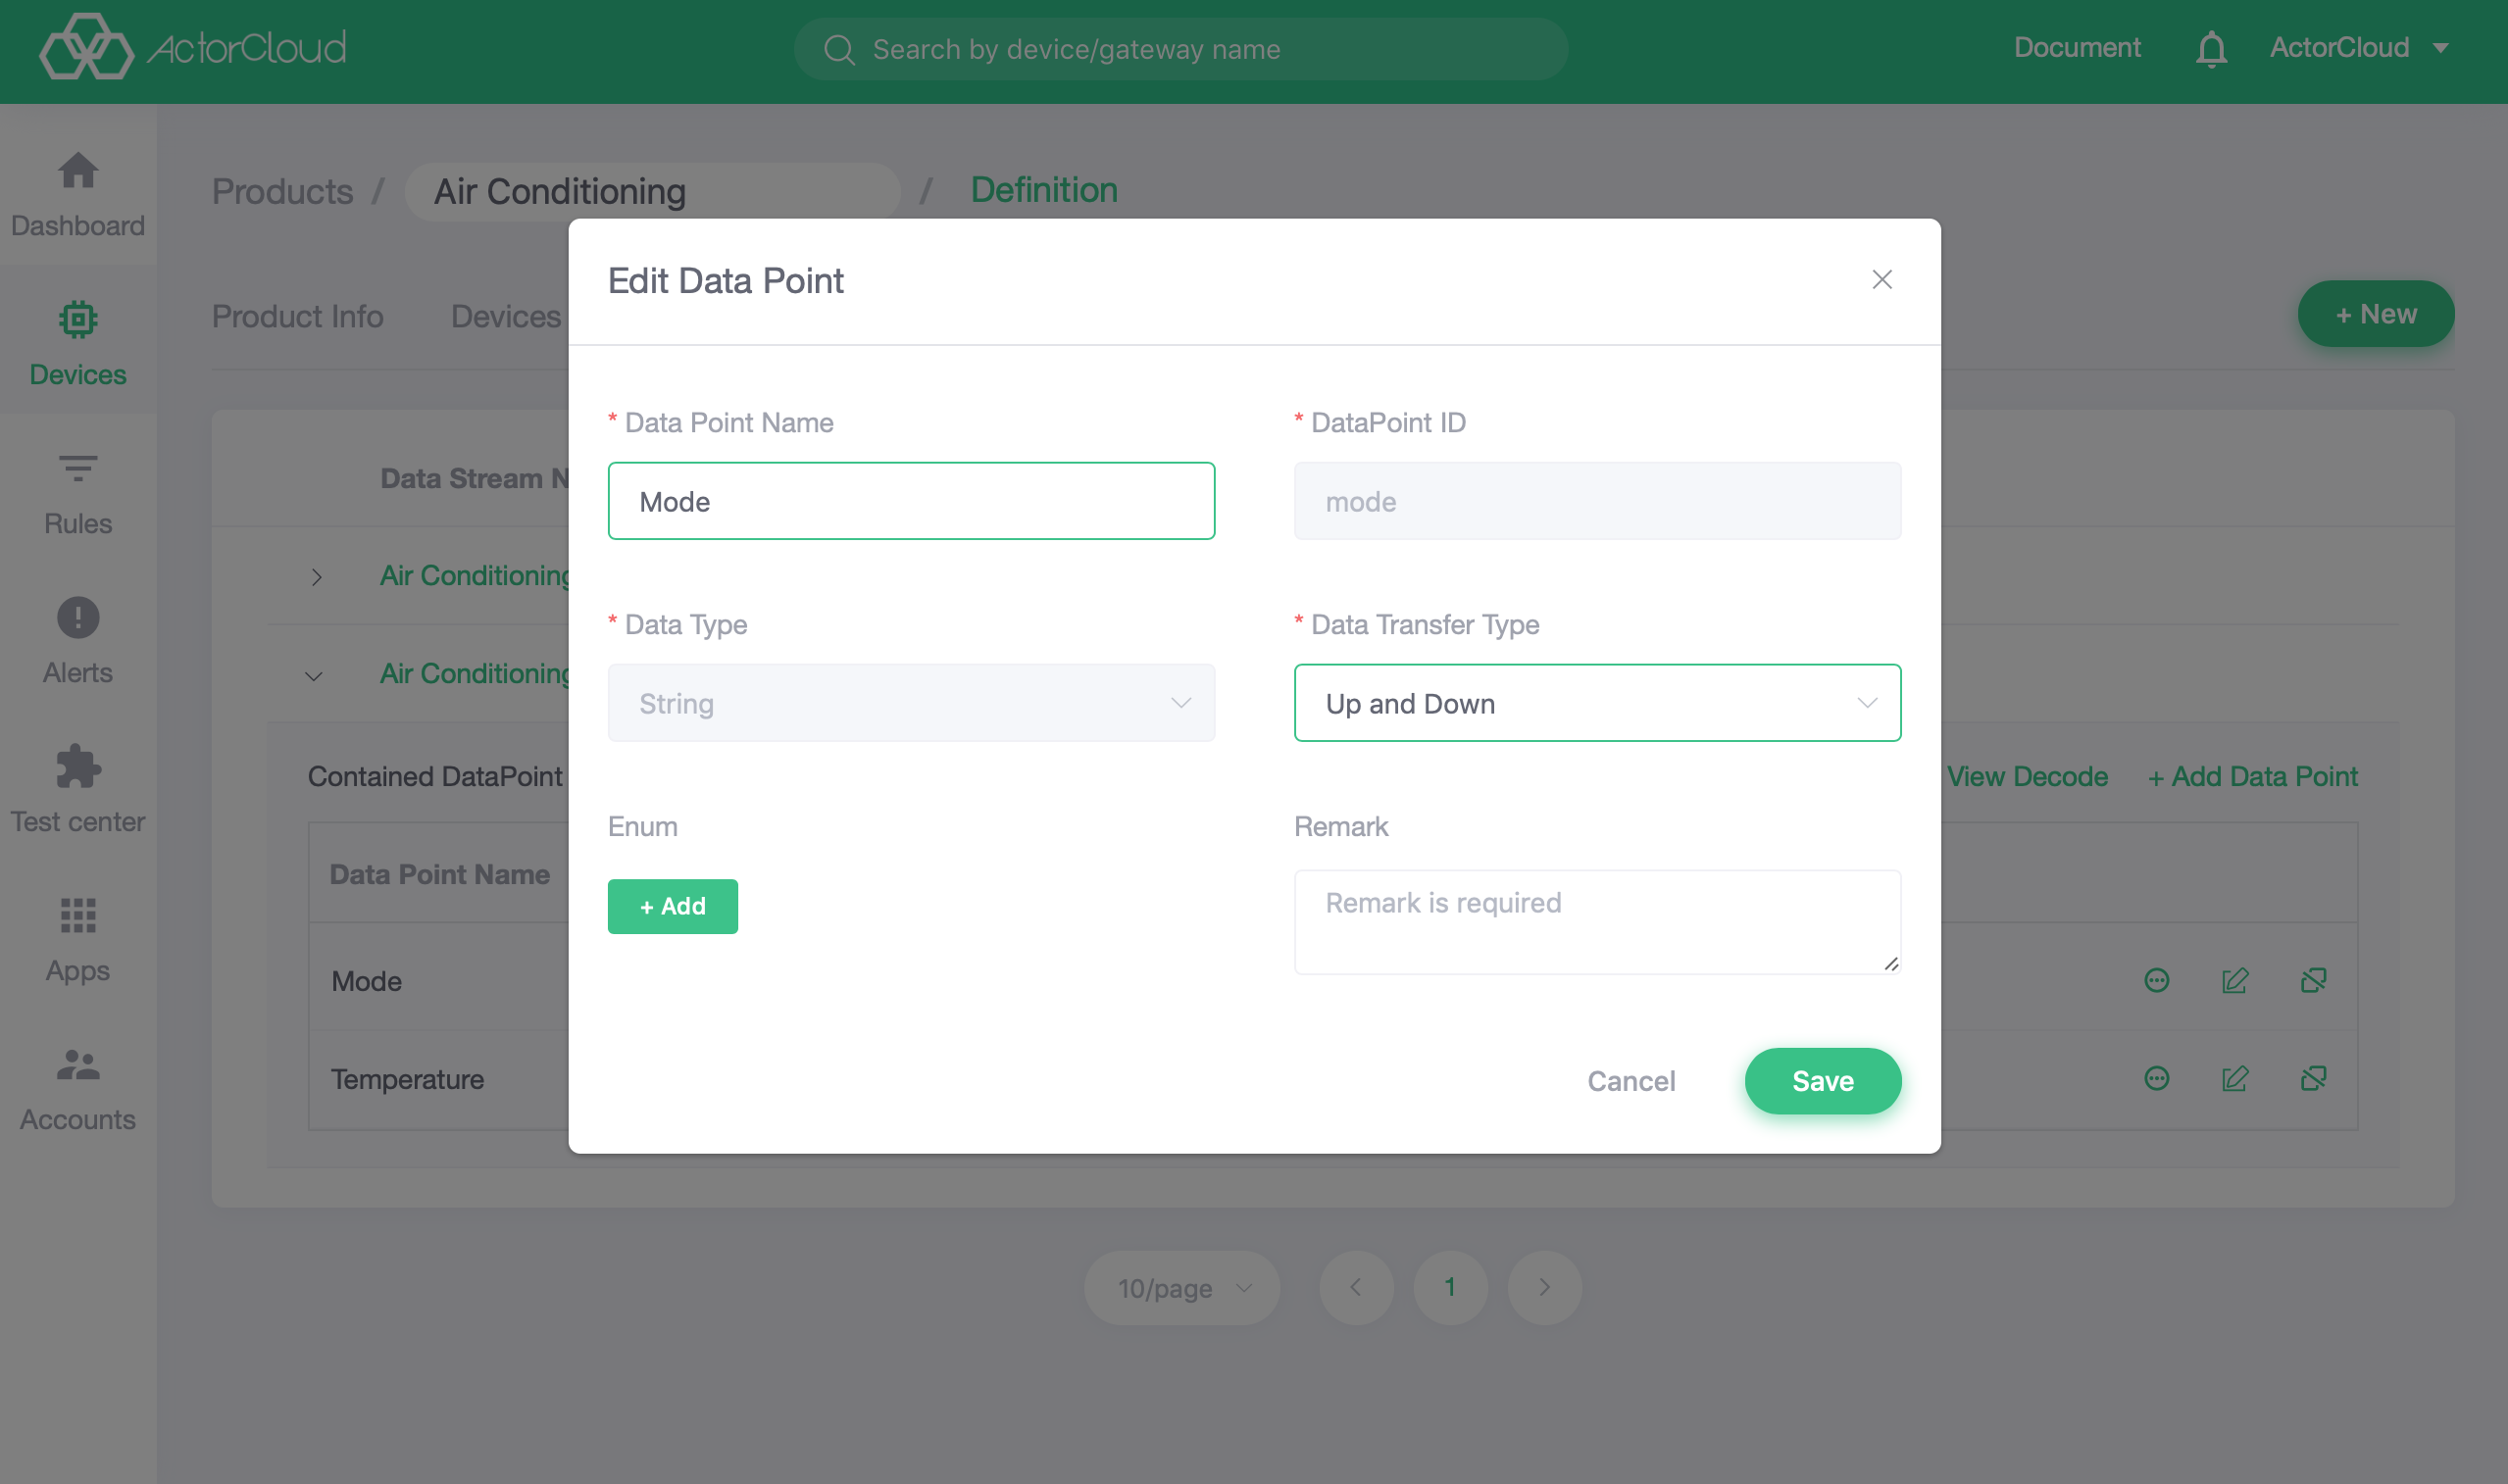 ActorCloud
Search by device/gateway name
Document
ActorCloud
Dashboard
Devices
Rules
Alerts
Test center
Apps
Accounts
Products / Air Conditioning / Definition
Product Info
Devices
+ New
Data Stream N
Air Conditioning
Air Conditioning
Contained DataPoint
View Decode
+ Add Data Point
Data Point Name
Mode
Temperature
Edit Data Point
* Data Point Name
Mode
* DataPoint ID
mode
* Data Type
String
* Data Transfer Type
Up and Down
Enum
+ Add
Remark
Remark is required
Cancel
Save
10/page
1